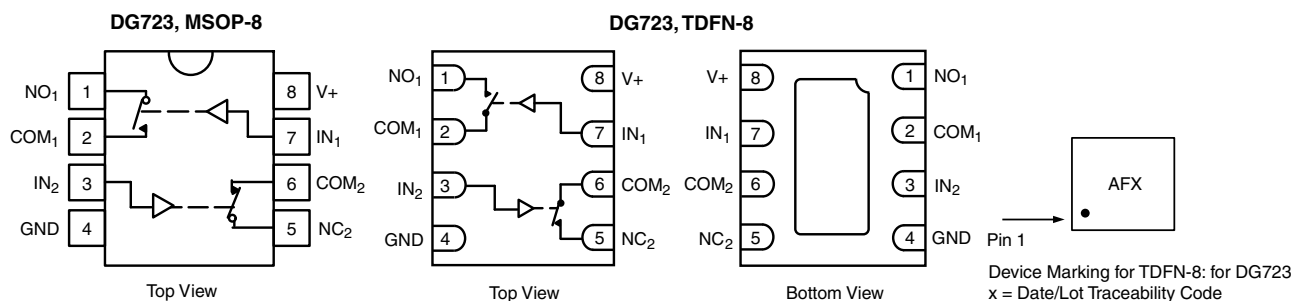 DG723, MSOP-8
NO1 1 8 V+
COM1 2 7 IN1
IN2 3 6 COM2
GND 4 5 NC2
Top View
DG723, TDFN-8
NO1 1 8 V+
COM1 2 7 IN1
IN2 3 6 COM2
GND 4 5 NC2
Top View
V+ 8 1 NO1
IN1 7 2 COM1
COM2 6 3 IN2
NC2 5 4 GND
Bottom View
AFX
Pin 1
Device Marking for TDFN-8: for DG723
x = Date/Lot Traceability Code